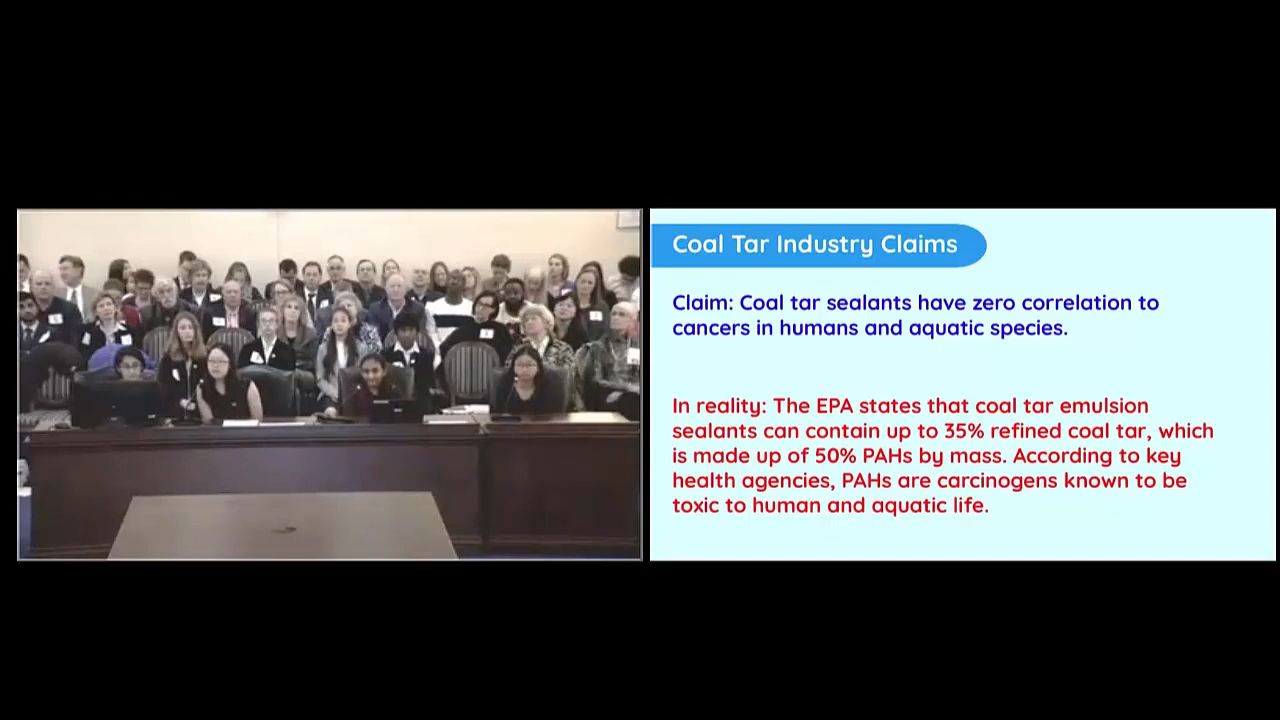 Coal Tar Industry Claims
Claim: Coal tar sealants have zero correlation to
cancers in humans and aquatic species.
In reality: The EPA states that coal tar emulsion
sealants can contain up to 35% refined coal tar, which
is made up of 50% PAHs by mass. According to key
health agencies, PAHs are carcinogens known to be
toxic to human and aquatic life.